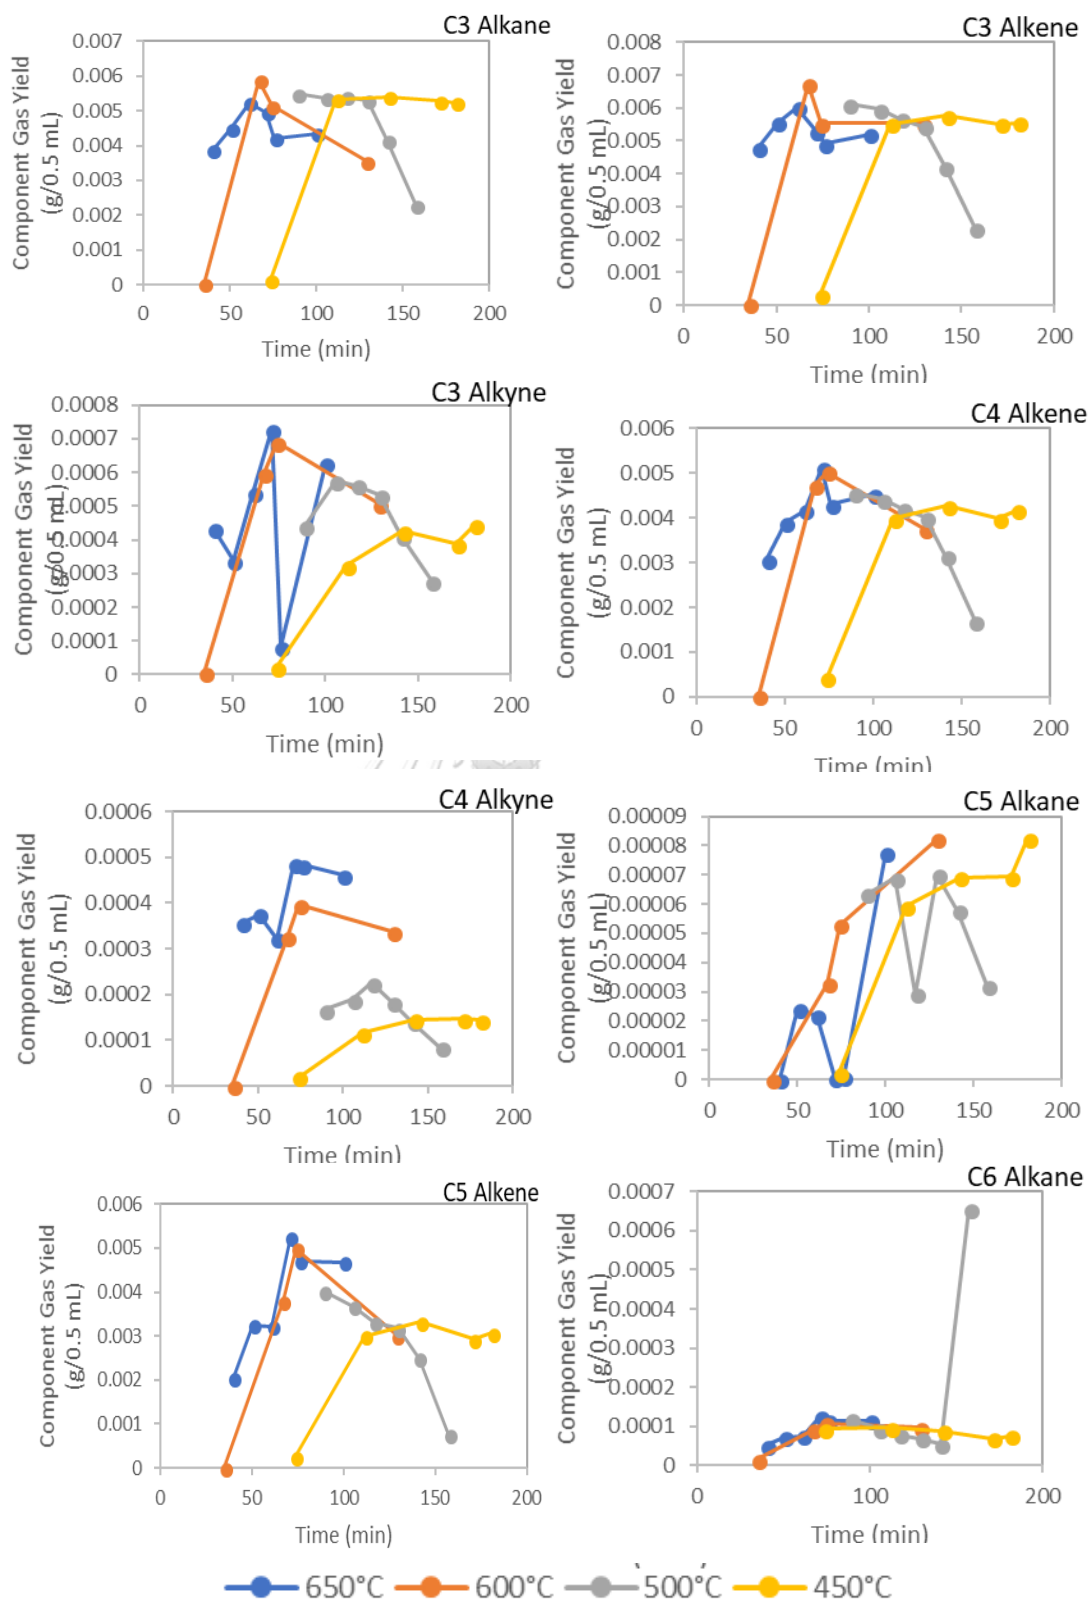 C3 Alkane
Component Gas Yield
(g/0.5 mL)
0.007
0.006
0.005
0.004
0.003
0.002
0.001
0
0
50
100
150
200
Time (min)
C3 Alkene
Component Gas Yield
(g/0.5 mL)
0.008
0.007
0.006
0.005
0.004
0.003
0.002
0.001
0
0
50
100
150
200
Time (min)
C3 Alkyne
Component Gas Yield
(g/0.5 mL)
0.0008
0.0007
0.0006
0.0005
0.0004
0.0003
0.0002
0.0001
0
0
50
100
150
200
Time (min)
C4 Alkene
Component Gas Yield
(g/0.5 mL)
0.006
0.005
0.004
0.003
0.002
0.001
0
0
50
100
150
200
Time (min)
C4 Alkyne
Component Gas Yield
(g/0.5 mL)
0.0006
0.0005
0.0004
0.0003
0.0002
0.0001
0
0
50
100
150
200
Time (min)
C5 Alkane
Component Gas Yield
(g/0.5 mL)
0.00009
0.00008
0.00007
0.00006
0.00005
0.00004
0.00003
0.00002
0.00001
0
0
50
100
150
200
Time (min)
C5 Alkene
Component Gas Yield
(g/0.5 mL)
0.006
0.005
0.004
0.003
0.002
0.001
0
0
50
100
150
200
Time (min)
C6 Alkane
Component Gas Yield
(g/0.5 mL)
0.0007
0.0006
0.0005
0.0004
0.0003
0.0002
0.0001
0
0
100
200
Time (min)
650°C
600°C
500°C
450°C